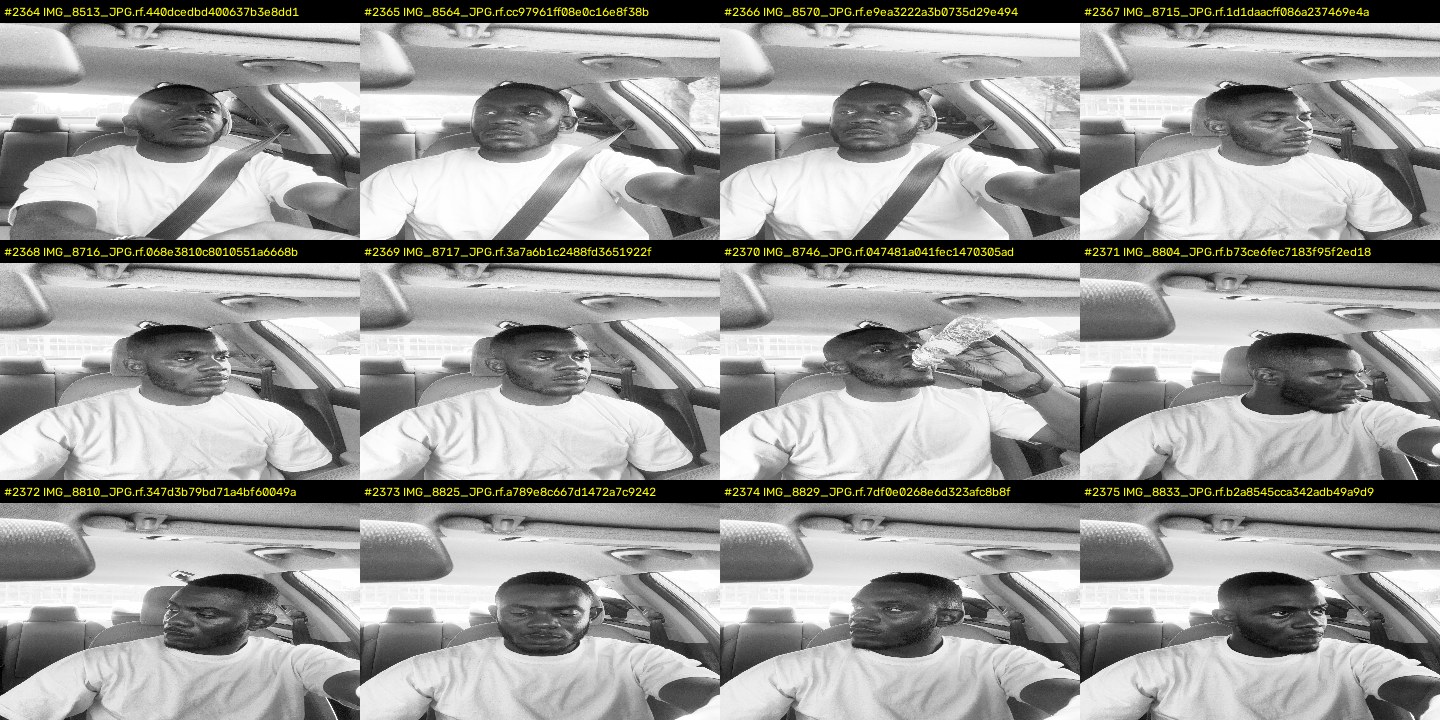 #2364 IMG_8513_JPG.rf.440dcedbd400637b3e8dd1
#2365 IMG_8564_JPG.rf.cc97961ff08e0c16e8f38b
#2366 IMG_8570_JPG.rf.e9ea3222a3b0735d29e494
#2367 IMG_8715_JPG.rf.1d1daacff086a237469e4a
#2368 IMG_8716_JPG.rf.068e3810c8010551a6668b
#2369 IMG_8717_JPG.rf.3a7a6b1c2488fd3651922f
#2370 IMG_8746_JPG.rf.047481a041fec1470305ad
#2371 IMG_8804_JPG.rf.b73ce6fec7183f95f2ed18
#2372 IMG_8810_JPG.rf.347d3b79bd71a4bf60049a
#2373 IMG_8825_JPG.rf.a789e8c667d1472a7c9242
#2374 IMG_8829_JPG.rf.7df0e0268e6d323afc8b8f
#2375 IMG_8833_JPG.rf.b2a8545cca342adb49a9d9